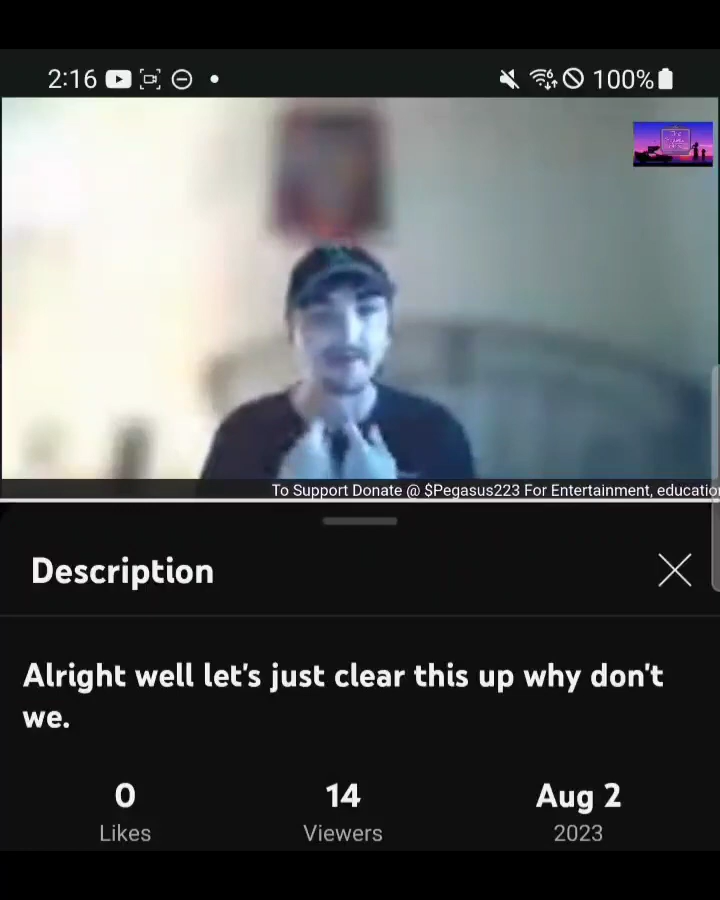 2:16
100%
To Support Donate @ $Pegasus223 For Entertainment, educatio
Description
Alright well let's just clear this up why don't
we.
0
14
Aug 2
Likes
Viewers
2023